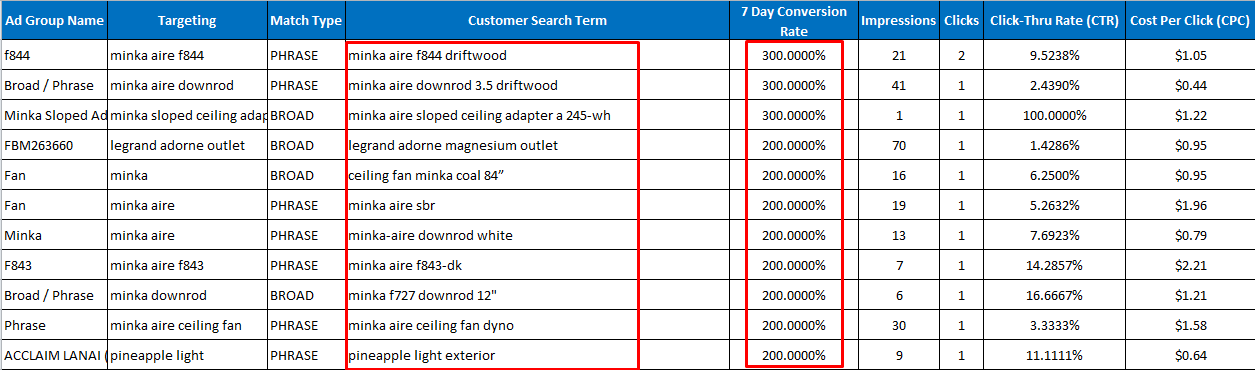 Ad Group Name Targeting Match Type Customer Search Term 7 Day Conversion Rate Impressions Clicks Click-Thru Rate (CTR) Cost Per Click (CPC)
f844 minka aire f844 PHRASE minka aire f844 driftwood 300.0000% 21 2 9.5238% $1.05
Broad / Phrase minka aire downrod PHRASE minka aire downrod 3.5 driftwood 300.0000% 41 1 2.4390% $0.44
Minka Sloped Ad minka sloped ceiling adap BROAD minka aire sloped ceiling adapter a 245-wh 300.0000% 1 1 100.0000% $1.22
FBM263660 legrand adorne outlet BROAD legrand adorne magnesium outlet 200.0000% 70 1 1.4286% $0.95
Fan minka BROAD ceiling fan minka coal 84” 200.0000% 16 1 6.2500% $0.95
Fan minka aire PHRASE minka aire sbr 200.0000% 19 1 5.2632% $1.96
Minka minka aire PHRASE minka-aire downrod white 200.0000% 13 1 7.6923% $0.79
F843 minka aire f843 PHRASE minka aire f843-dk 200.0000% 7 1 14.2857% $2.21
Broad / Phrase minka downrod BROAD minka f727 downrod 12" 200.0000% 6 1 16.6667% $1.21
Phrase minka aire ceiling fan PHRASE minka aire ceiling fan dyno 200.0000% 30 1 3.3333% $1.58
ACCLAIM LANAI ( pineapple light PHRASE pineapple light exterior 200.0000% 9 1 11.1111% $0.64